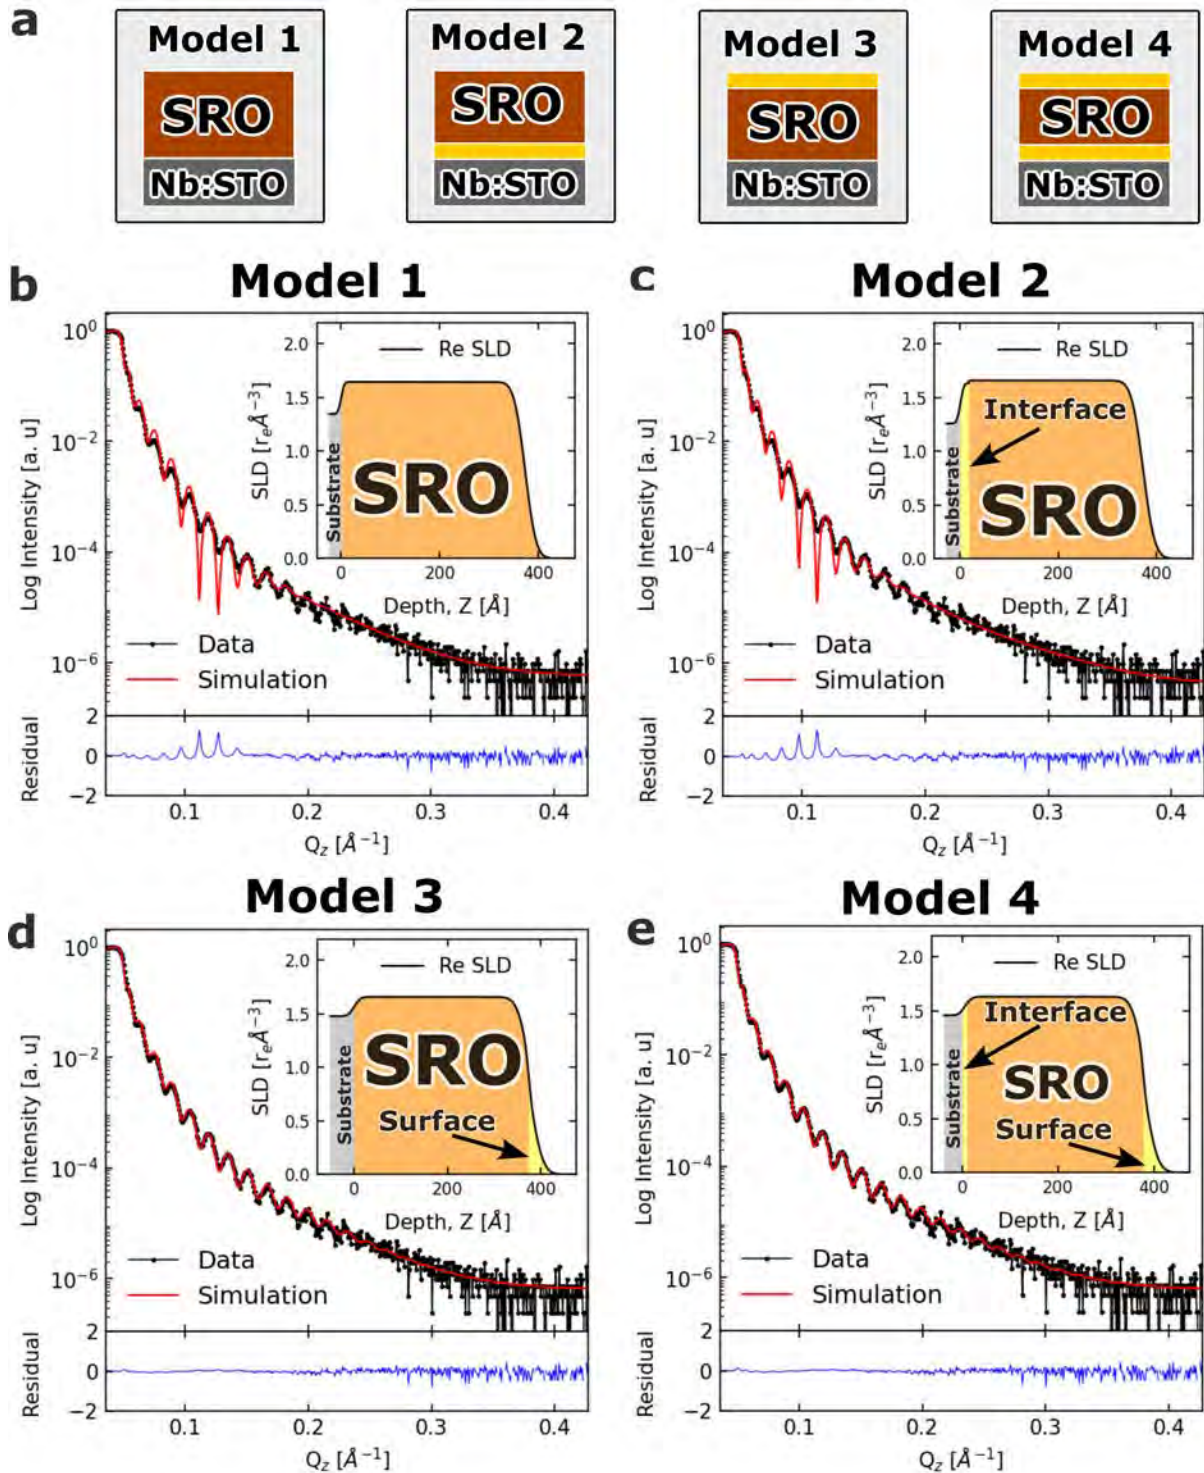 a
Model 1
SRO
Nb:STO
Model 2
SRO
Nb:STO
Model 3
SRO
Nb:STO
Model 4
SRO
Nb:STO
b
Model 1
Log Intensity [a. u]
10⁰
10⁻²
10⁻⁴
10⁻⁶
Data
Simulation
SLD [rₑÅ⁻³]
2.0
1.5
1.0
0.5
0.0
Re SLD
Substrate
SRO
0
200
400
Depth, Z [Å]
Residual
2
0
−2
0.1
0.2
0.3
0.4
Q_z [Å⁻¹]
c
Model 2
Log Intensity [a. u]
10⁰
10⁻²
10⁻⁴
10⁻⁶
Data
Simulation
SLD [rₑÅ⁻³]
2.0
1.5
1.0
0.5
0.0
Re SLD
Interface
Substrate
SRO
0
200
400
Depth, Z [Å]
Residual
2
0
−2
0.1
0.2
0.3
0.4
Q_z [Å⁻¹]
d
Model 3
Log Intensity [a. u]
10⁰
10⁻²
10⁻⁴
10⁻⁶
Data
Simulation
SLD [rₑÅ⁻³]
2.0
1.5
1.0
0.5
0.0
Re SLD
Substrate
SRO
Surface
0
200
400
Depth, Z [Å]
Residual
2
0
−2
0.1
0.2
0.3
0.4
Q_z [Å⁻¹]
e
Model 4
Log Intensity [a. u]
10⁰
10⁻²
10⁻⁴
10⁻⁶
Data
Simulation
SLD [rₑÅ⁻³]
2.0
1.5
1.0
0.5
0.0
Re SLD
Interface
Substrate
SRO
Surface
0
200
400
Depth, Z [Å]
Residual
2
0
−2
0.1
0.2
0.3
0.4
Q_z [Å⁻¹]